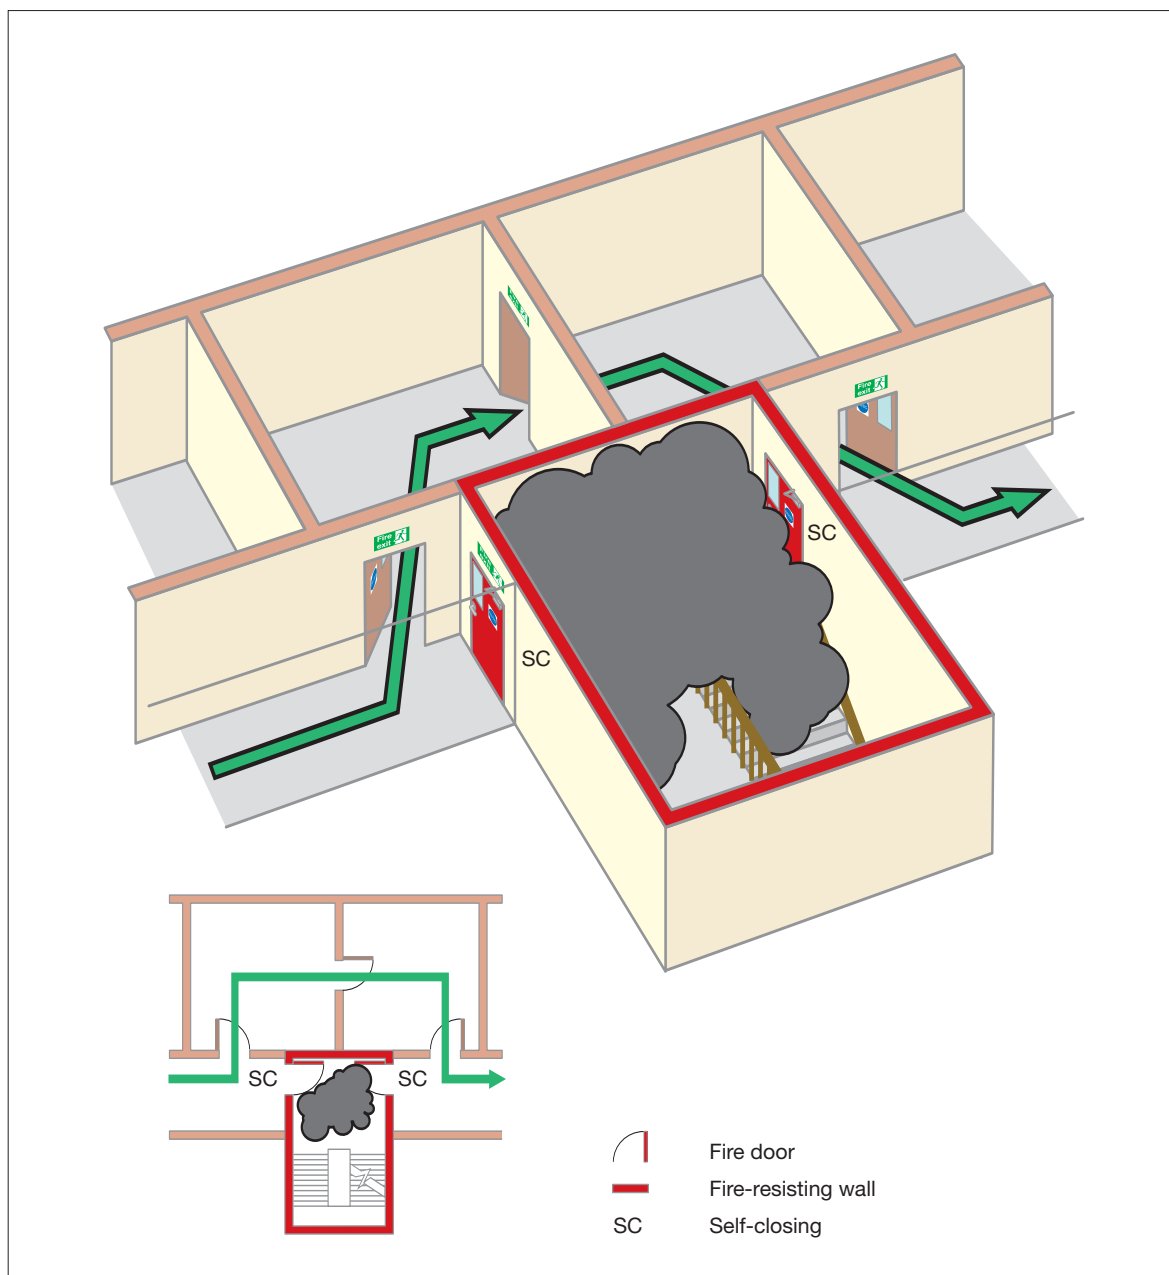 Fire
exit
Fire
exit
SC
SC
SC
SC
Fire door
Fire-resisting wall
SC
Self-closing